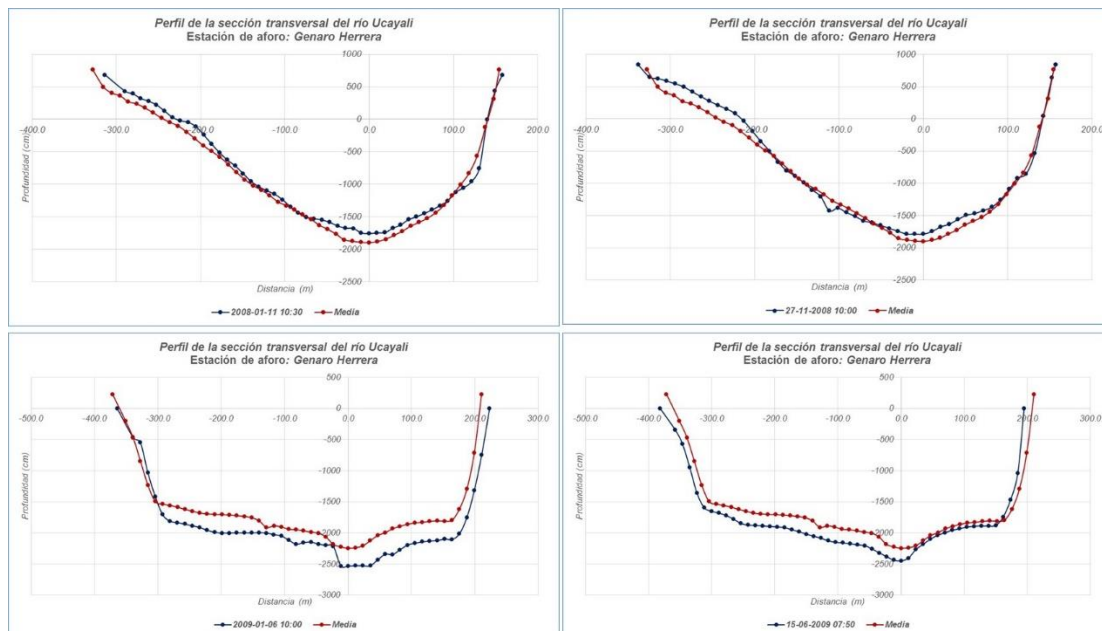 Perfil de la sección transversal del río Ucayali
Estación de aforo: Genaro Herrera
1000
500
0
-500
-1000
-1500
-2000
-2500
-400.0 -300.0 -200.0 -100.0 0.0 100.0 200.0
Profundidad (cm)
Distancia (m)
2008-01-11 10:30 Media
Perfil de la sección transversal del río Ucayali
Estación de aforo: Genaro Herrera
1000
500
0
-500
-1000
-1500
-2000
-2500
-400.0 -300.0 -200.0 -100.0 0.0 100.0 200.0
Profundidad (cm)
Distancia (m)
27-11-2008 10:00 Media
Perfil de la sección transversal del río Ucayali
Estación de aforo: Genaro Herrera
500
0
-500
-1000
-1500
-2000
-2500
-3000
-500.0 -400.0 -300.0 -200.0 -100.0 0.0 100.0 200.0 300.0
Profundidad (cm)
Distancia (m)
2009-01-06 10:00 Media
Perfil de la sección transversal del río Ucayali
Estación de aforo: Genaro Herrera
500
0
-500
-1000
-1500
-2000
-2500
-3000
-500.0 -400.0 -300.0 -200.0 -100.0 0.0 100.0 200.0 300.0
Profundidad (cm)
Distancia (m)
15-06-2009 07:50 Media